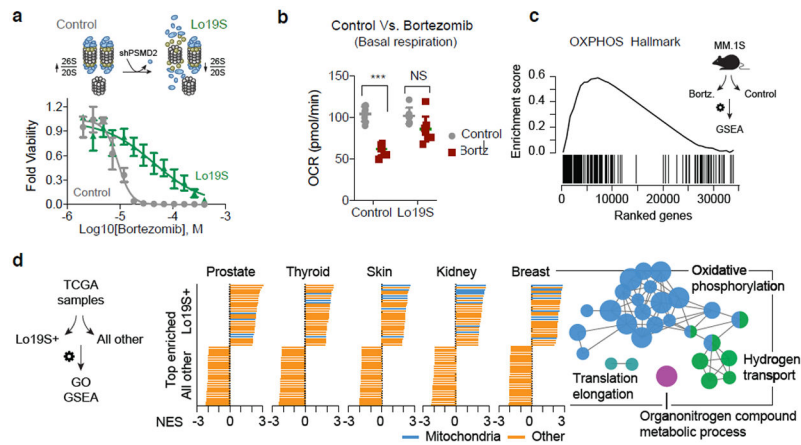 a
Control
Lo19S
shPSMD2
26S
20S
26S
20S
Fold Viability
1.2
0.9
0.6
0.3
0.0
Control
Lo19S
-6
-5
-4
-3
Log10[Bortezomib], M
b
Control Vs. Bortezomib
(Basal respiration)
OCR (pmol/min)
150
100
50
0
***
NS
Control
Bortz
Control
Lo19S
c
OXPHOS Hallmark
Enrichment score
0.6
0.4
0.2
0.0
MM.1S
Bortz.
Control
GSEA
0
10000
20000
30000
Ranked genes
d
TCGA
samples
Lo19S+
All other
GO
GSEA
Top enriched
All other
Lo19S+
Prostate
Thyroid
Skin
Kidney
Breast
NES
-3
0
3
-3
0
3
-3
0
3
-3
0
3
-3
0
3
Mitochondria
Other
Oxidative
phosphorylation
Hydrogen
transport
Translation
elongation
Organonitrogen compound
metabolic process